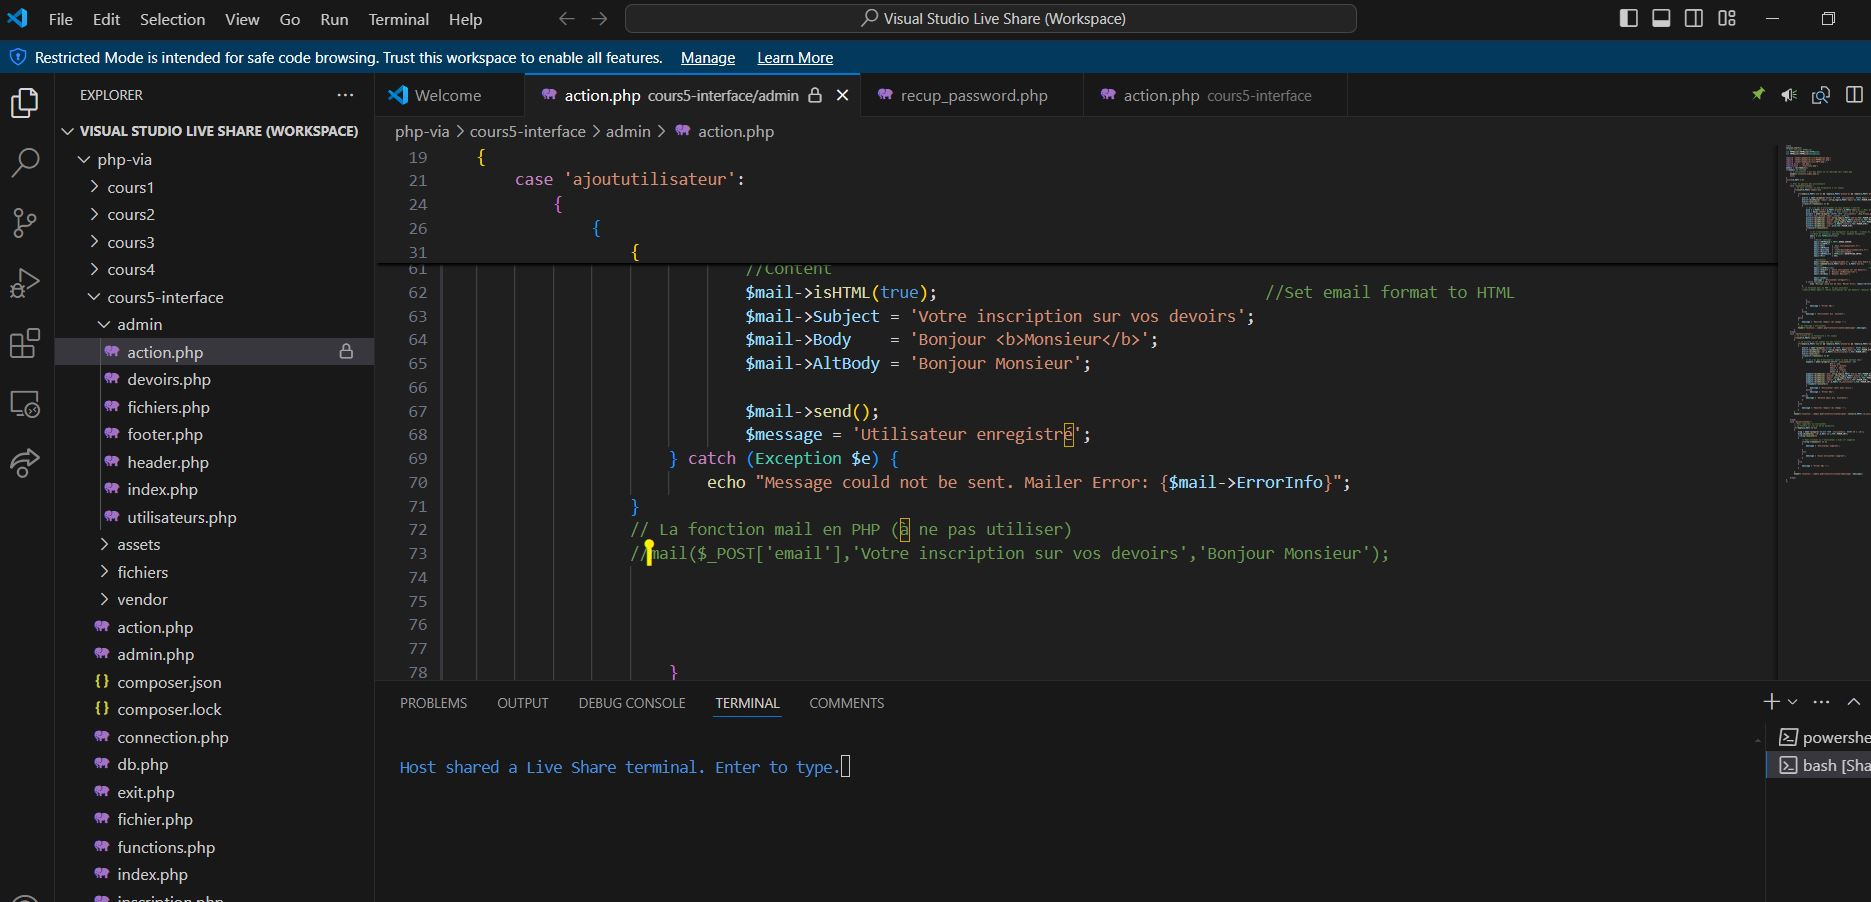 File Edit Selection View Go Run Terminal Help
Visual Studio Live Share (Workspace)
Restricted Mode is intended for safe code browsing. Trust this workspace to enable all features. Manage Learn More
EXPLORER
Welcome
action.php cours5-interface/admin
recup_password.php
action.php cours5-interface
VISUAL STUDIO LIVE SHARE (WORKSPACE)
php-via > cours5-interface > admin > action.php
php-via
cours1
cours2
cours3
cours4
cours5-interface
admin
action.php
devoirs.php
fichiers.php
footer.php
header.php
index.php
utilisateurs.php
assets
fichiers
vendor
action.php
admin.php
composer.json
composer.lock
connection.php
db.php
exit.php
fichier.php
functions.php
index.php
inscription.php
19 {
21 case 'ajoututilisateur':
24 {
26 {
31 {
61 //Content
62 $mail->isHTML(true); //Set email format to HTML
63 $mail->Subject = 'Votre inscription sur vos devoirs';
64 $mail->Body = 'Bonjour <b>Monsieur</b>';
65 $mail->AltBody = 'Bonjour Monsieur';
66
67 $mail->send();
68 $message = 'Utilisateur enregistré';
69 } catch (Exception $e) {
70 echo "Message could not be sent. Mailer Error: {$mail->ErrorInfo}";
71 }
72 // La fonction mail en PHP (à ne pas utiliser)
73 //mail($_POST['email'],'Votre inscription sur vos devoirs','Bonjour Monsieur');
74
75
76
77
78 }
PROBLEMS OUTPUT DEBUG CONSOLE TERMINAL COMMENTS
Host shared a Live Share terminal. Enter to type.
powershe
bash [Sha